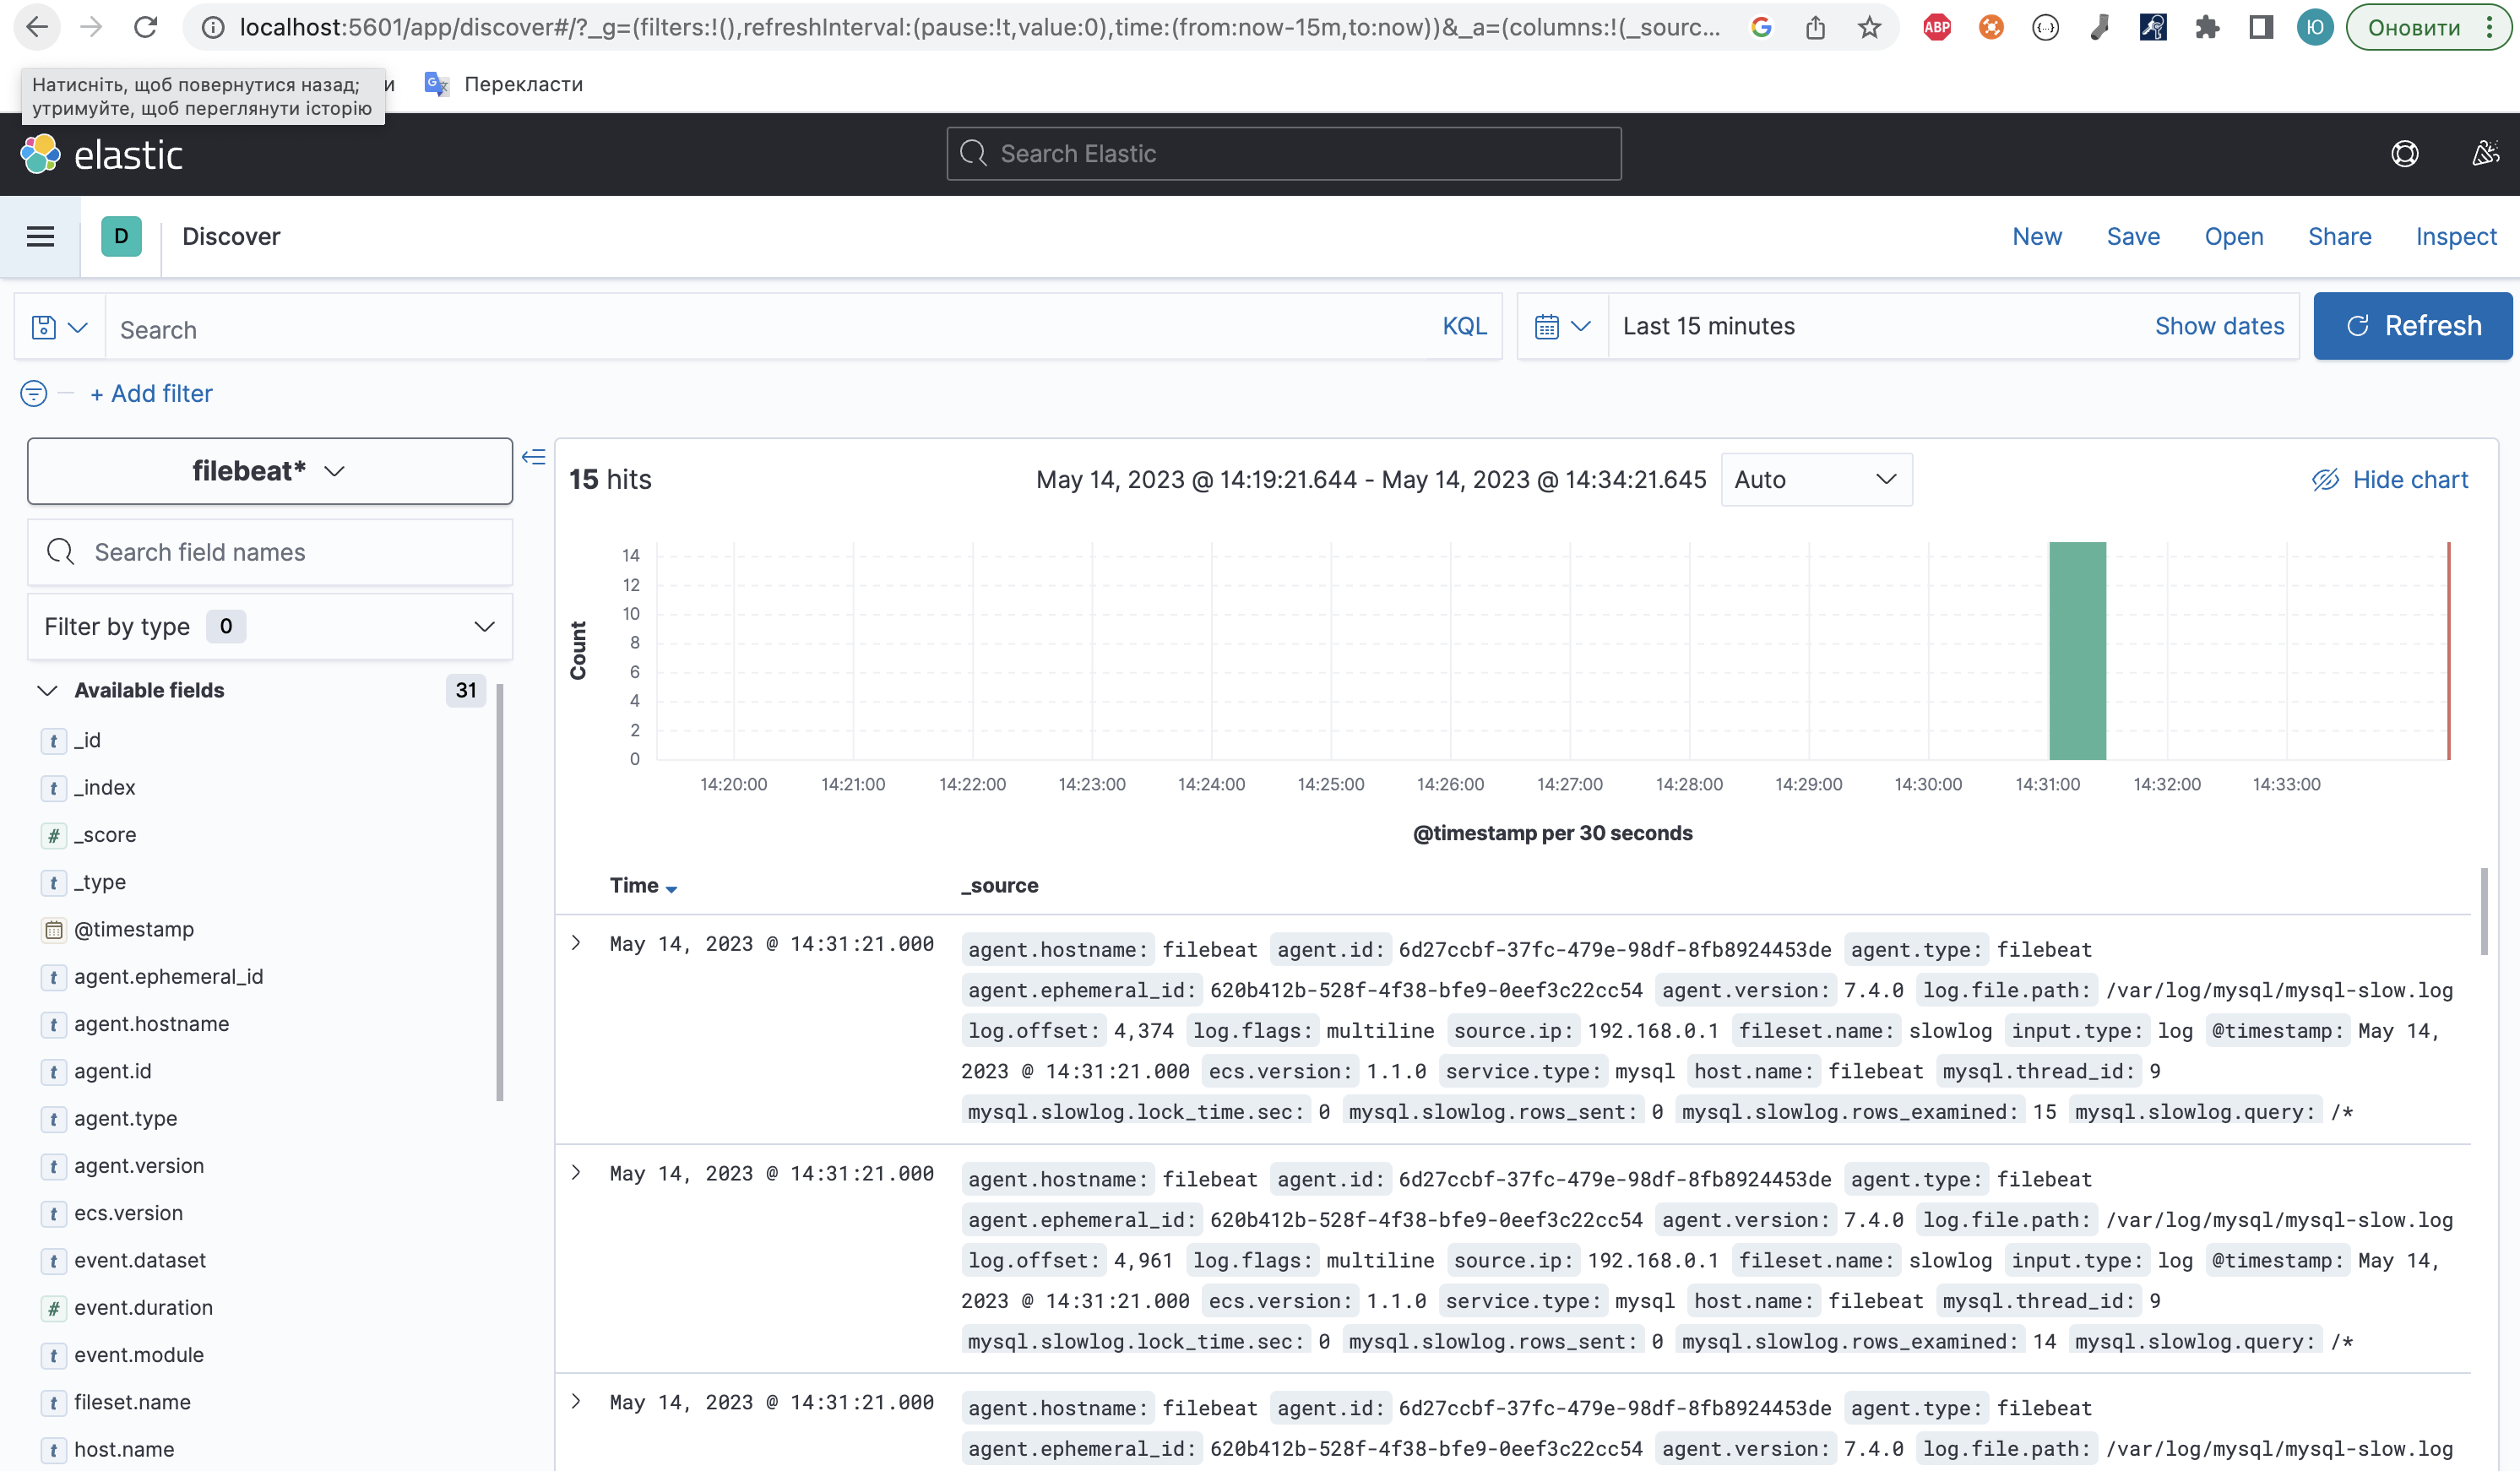 localhost:5601/app/discover#/?_g=(filters:!(),refreshInterval:(pause:!t,value:0),time:(from:now-15m,to:now))&_a=(columns:!(_sourc...
ABP
Ю
Оновити
Натисніть, щоб повернутися назад;
утримуйте, щоб переглянути історію
и
Перекласти
elastic
Search Elastic
D
Discover
New
Save
Open
Share
Inspect
Search
KQL
Last 15 minutes
Show dates
Refresh
+ Add filter
filebeat*
Search field names
Filter by type 0
Available fields 31
t _id
t _index
# _score
t _type
@timestamp
t agent.ephemeral_id
t agent.hostname
t agent.id
t agent.type
t agent.version
t ecs.version
t event.dataset
# event.duration
t event.module
t fileset.name
t host.name
15 hits
May 14, 2023 @ 14:19:21.644 - May 14, 2023 @ 14:34:21.645
Auto
Hide chart
Count
14
12
10
8
6
4
2
0
14:20:00 14:21:00 14:22:00 14:23:00 14:24:00 14:25:00 14:26:00 14:27:00 14:28:00 14:29:00 14:30:00 14:31:00 14:32:00 14:33:00
@timestamp per 30 seconds
Time _source
May 14, 2023 @ 14:31:21.000 agent.hostname: filebeat agent.id: 6d27ccbf-37fc-479e-98df-8fb8924453de agent.type: filebeat
agent.ephemeral_id: 620b412b-528f-4f38-bfe9-0eef3c22cc54 agent.version: 7.4.0 log.file.path: /var/log/mysql/mysql-slow.log
log.offset: 4,374 log.flags: multiline source.ip: 192.168.0.1 fileset.name: slowlog input.type: log @timestamp: May 14,
2023 @ 14:31:21.000 ecs.version: 1.1.0 service.type: mysql host.name: filebeat mysql.thread_id: 9
mysql.slowlog.lock_time.sec: 0 mysql.slowlog.rows_sent: 0 mysql.slowlog.rows_examined: 15 mysql.slowlog.query: /*
May 14, 2023 @ 14:31:21.000 agent.hostname: filebeat agent.id: 6d27ccbf-37fc-479e-98df-8fb8924453de agent.type: filebeat
agent.ephemeral_id: 620b412b-528f-4f38-bfe9-0eef3c22cc54 agent.version: 7.4.0 log.file.path: /var/log/mysql/mysql-slow.log
log.offset: 4,961 log.flags: multiline source.ip: 192.168.0.1 fileset.name: slowlog input.type: log @timestamp: May 14,
2023 @ 14:31:21.000 ecs.version: 1.1.0 service.type: mysql host.name: filebeat mysql.thread_id: 9
mysql.slowlog.lock_time.sec: 0 mysql.slowlog.rows_sent: 0 mysql.slowlog.rows_examined: 14 mysql.slowlog.query: /*
May 14, 2023 @ 14:31:21.000 agent.hostname: filebeat agent.id: 6d27ccbf-37fc-479e-98df-8fb8924453de agent.type: filebeat
agent.ephemeral_id: 620b412b-528f-4f38-bfe9-0eef3c22cc54 agent.version: 7.4.0 log.file.path: /var/log/mysql/mysql-slow.log